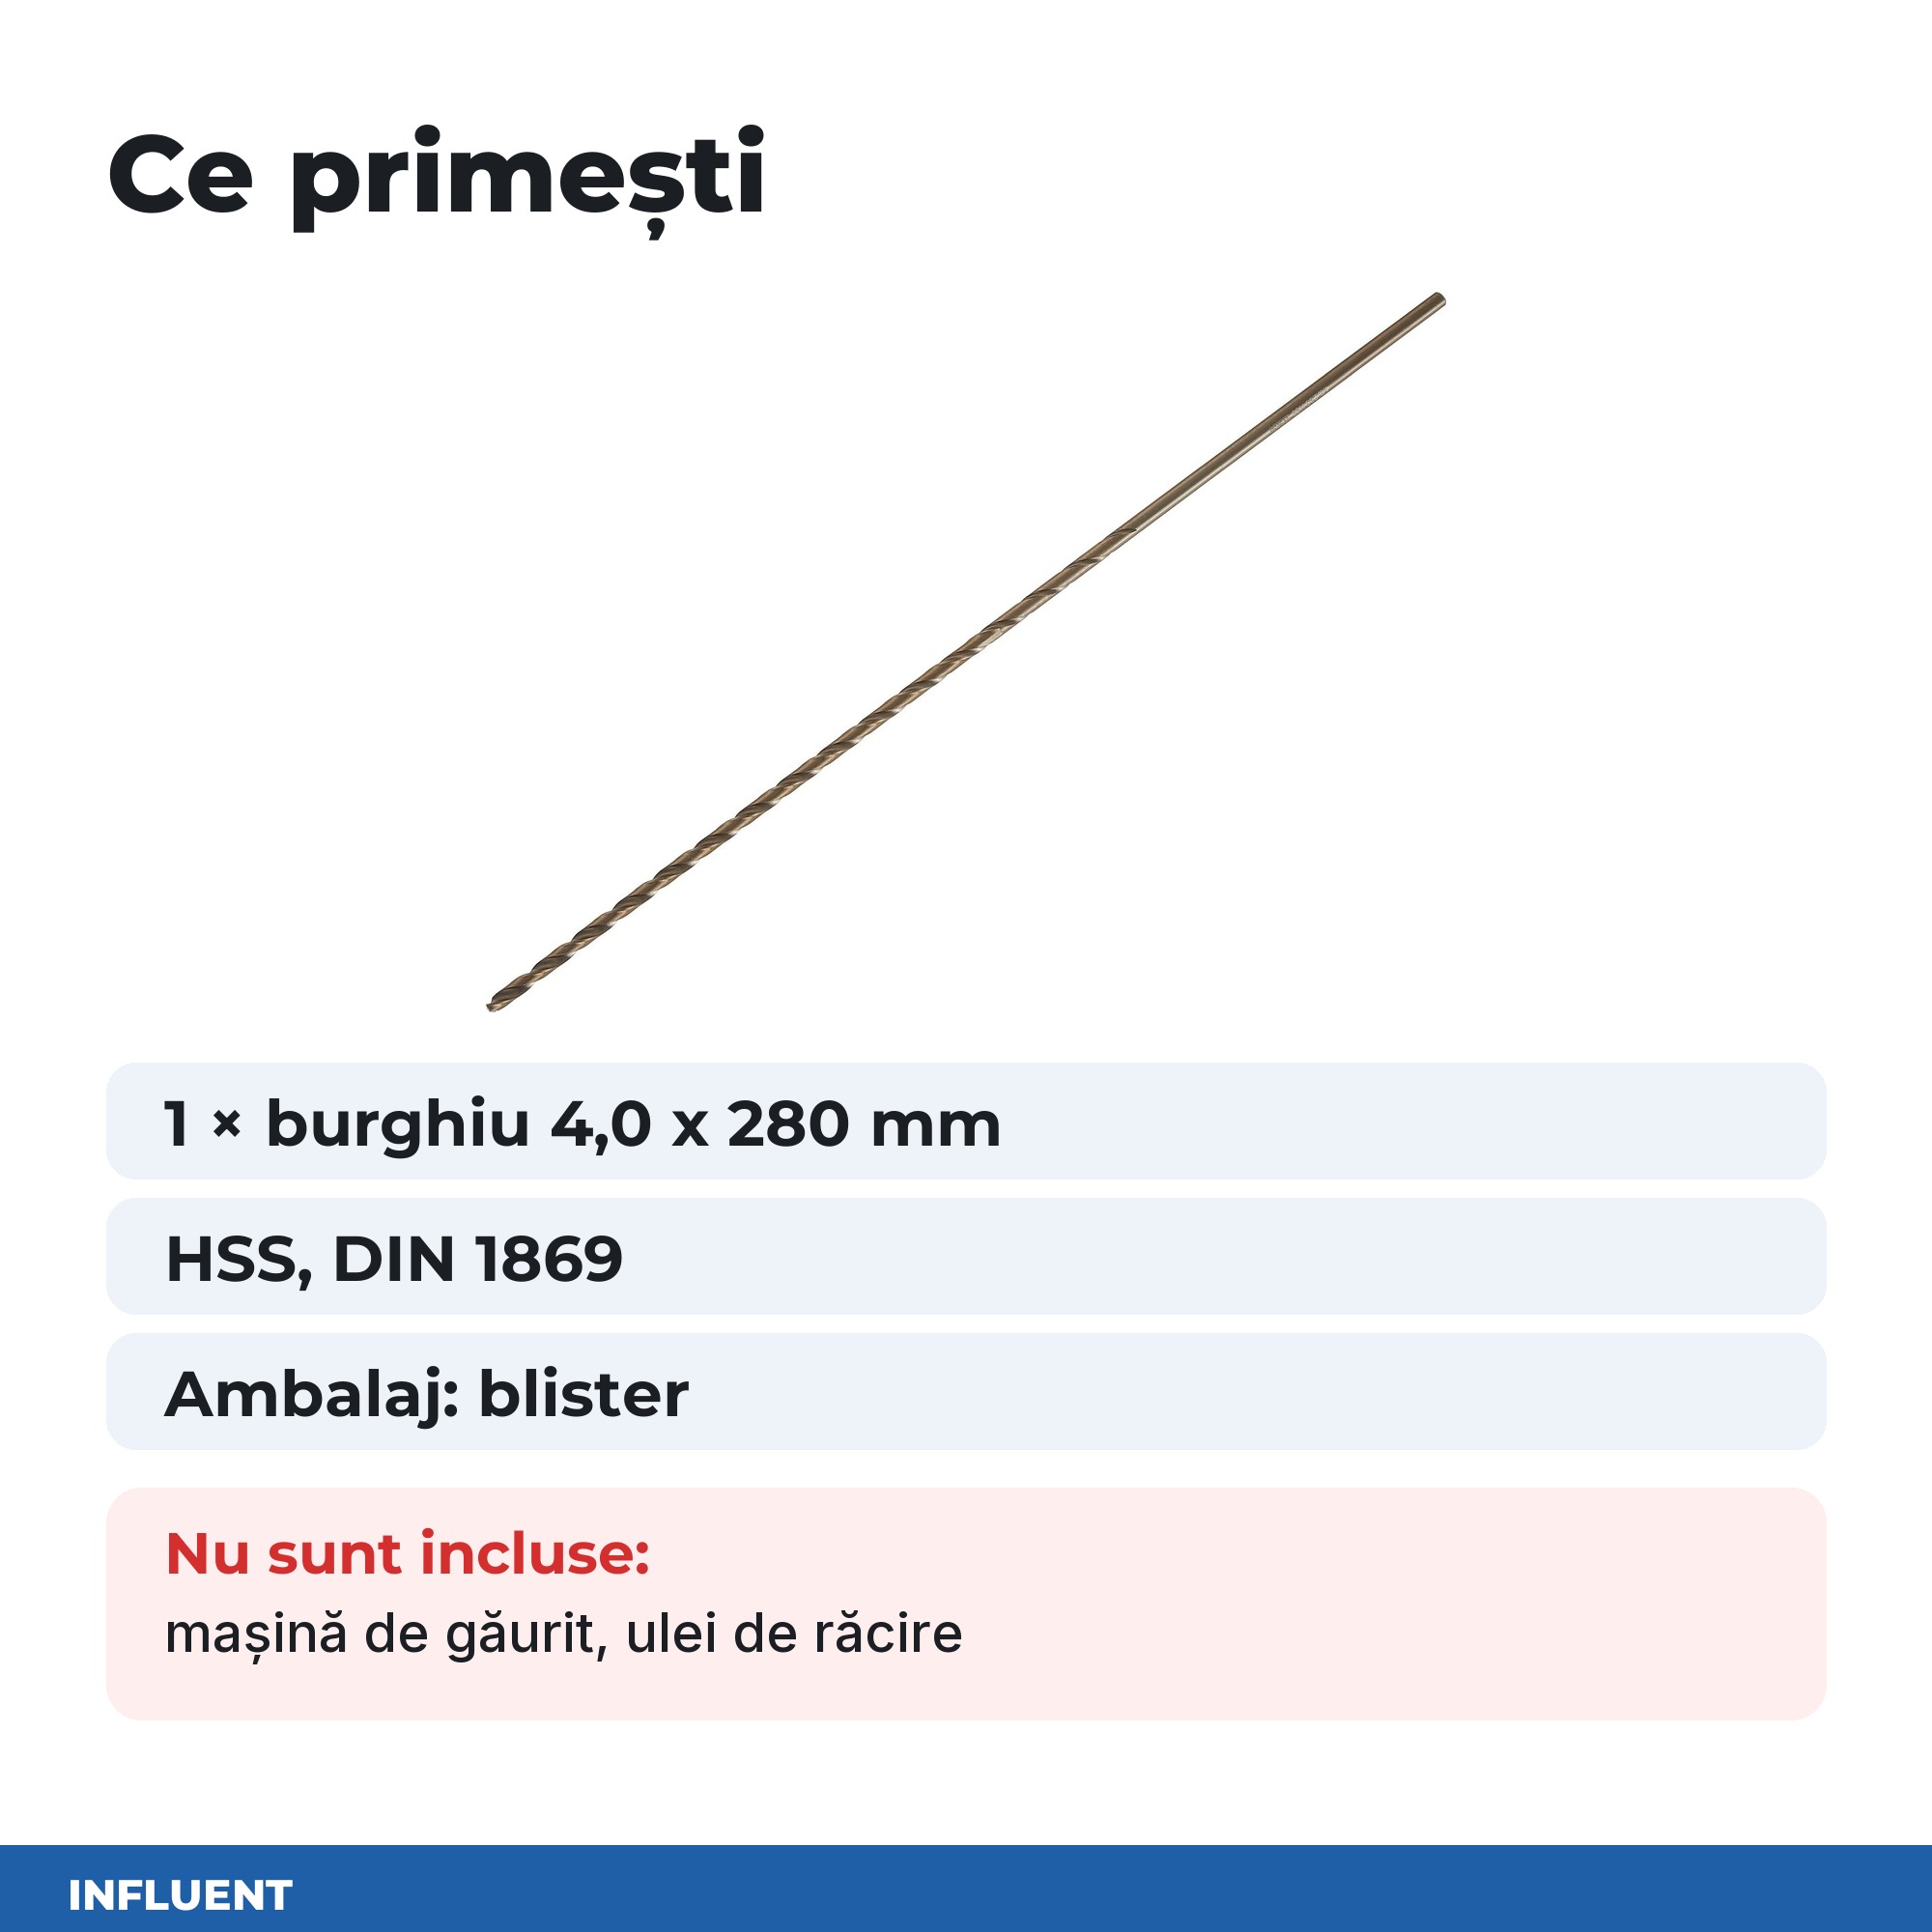 Ce primești
1 × burghiu 4,0 x 280 mm
HSS, DIN 1869
Ambalaj: blister
Nu sunt incluse:
mașină de găurit, ulei de răcire
INFLUENT